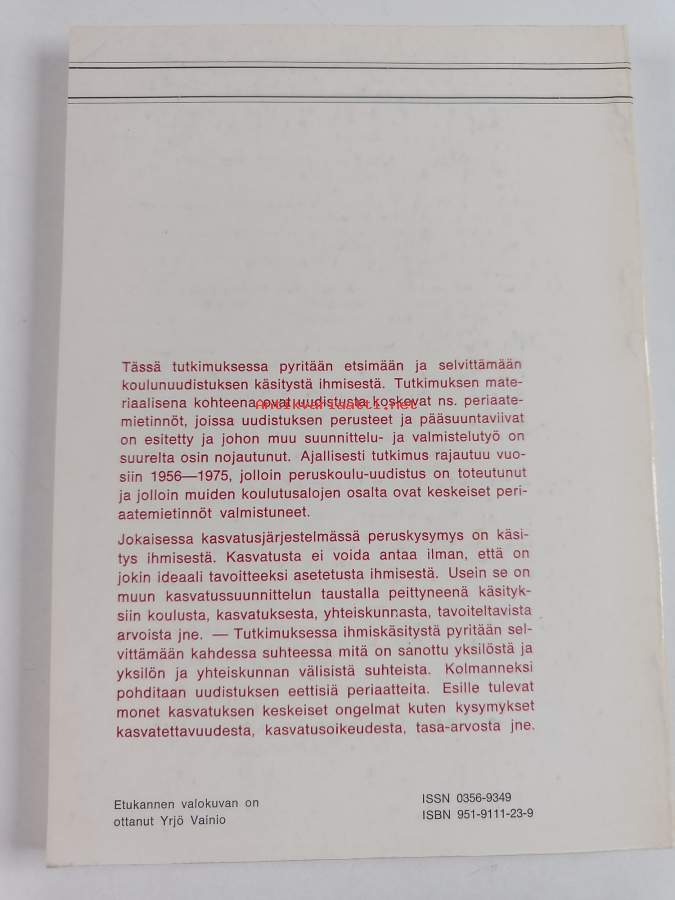 Tässä tutkimuksessa pyritään etsimään ja selvittämään
koulunuudistuksen käsitystä ihmisestä. Tutkimuksen mate-
riaalisena kohteena ovat uudistusta koskevat ns. periaate-
Antikvariaatti.net
mietinnöt, joissa uudistuksen perusteet ja pääsuuntaviivat
on esitetty ja johon muu suunnittelu- ja valmistelutyö on
suurelta osin nojautunut. Ajallisesti tutkimus rajautuu vuo-
siin 1956—1975, jolloin peruskoulu-uudistus on toteutunut
ja jolloin muiden koulutusalojen osalta ovat keskeiset peri-
aatemietinnöt valmistuneet.
Jokaisessa kasvatusjärjestelmässä peruskysymys on käsi-
tys ihmisestä. Kasvatusta ei voida antaa ilman, että on
jokin ideaali tavoitteeksi asetetusta ihmisestä. Usein se on
muun kasvatussuunnittelun taustalla peittyneenä käsityk-
siin koulusta, kasvatuksesta, yhteiskunnasta, tavoiteltavista
arvoista jne. — Tutkimuksessa ihmiskäsitystä pyritään sel-
vittämään kahdessa suhteessa mitä on sanottu yksilöstä ja
yksilön ja yhteiskunnan välisistä suhteista. Kolmanneksi
pohditaan uudistuksen eettisiä periaatteita. Esille tulevat
monet kasvatuksen keskeiset ongelmat kuten kysymykset
kasvatettavuudesta, kasvatusoikeudesta, tasa-arvosta jne.
Etukannen valokuvan on
ottanut Yrjö Vainio
ISSN 0356-9349
ISBN 951-9111-23-9